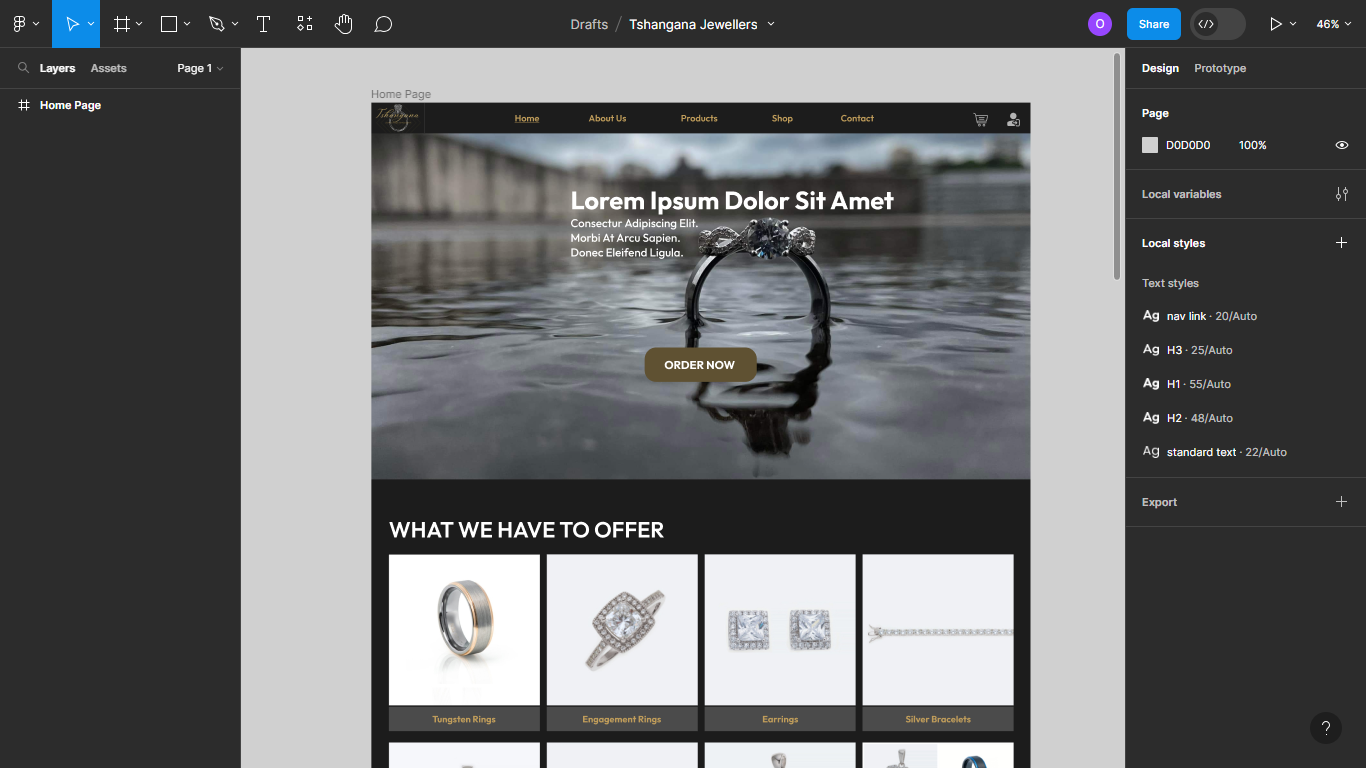 Drafts / Tshangana Jewellers
O
Share
46%
Layers
Assets
Page 1
Home Page
Home Page
Tshangana
Home
About Us
Products
Shop
Contact
Lorem Ipsum Dolor Sit Amet
Consectur Adipiscing Elit.
Morbi At Arcu Sapien.
Donec Eleifend Ligula.
ORDER NOW
WHAT WE HAVE TO OFFER
Tungsten Rings
Engagement Rings
Earrings
Silver Bracelets
Design
Prototype
Page
D0D0D0
100%
Local variables
Local styles
Text styles
Ag nav link · 20/Auto
Ag H3 · 25/Auto
Ag H1 · 55/Auto
Ag H2 · 48/Auto
Ag standard text · 22/Auto
Export
?